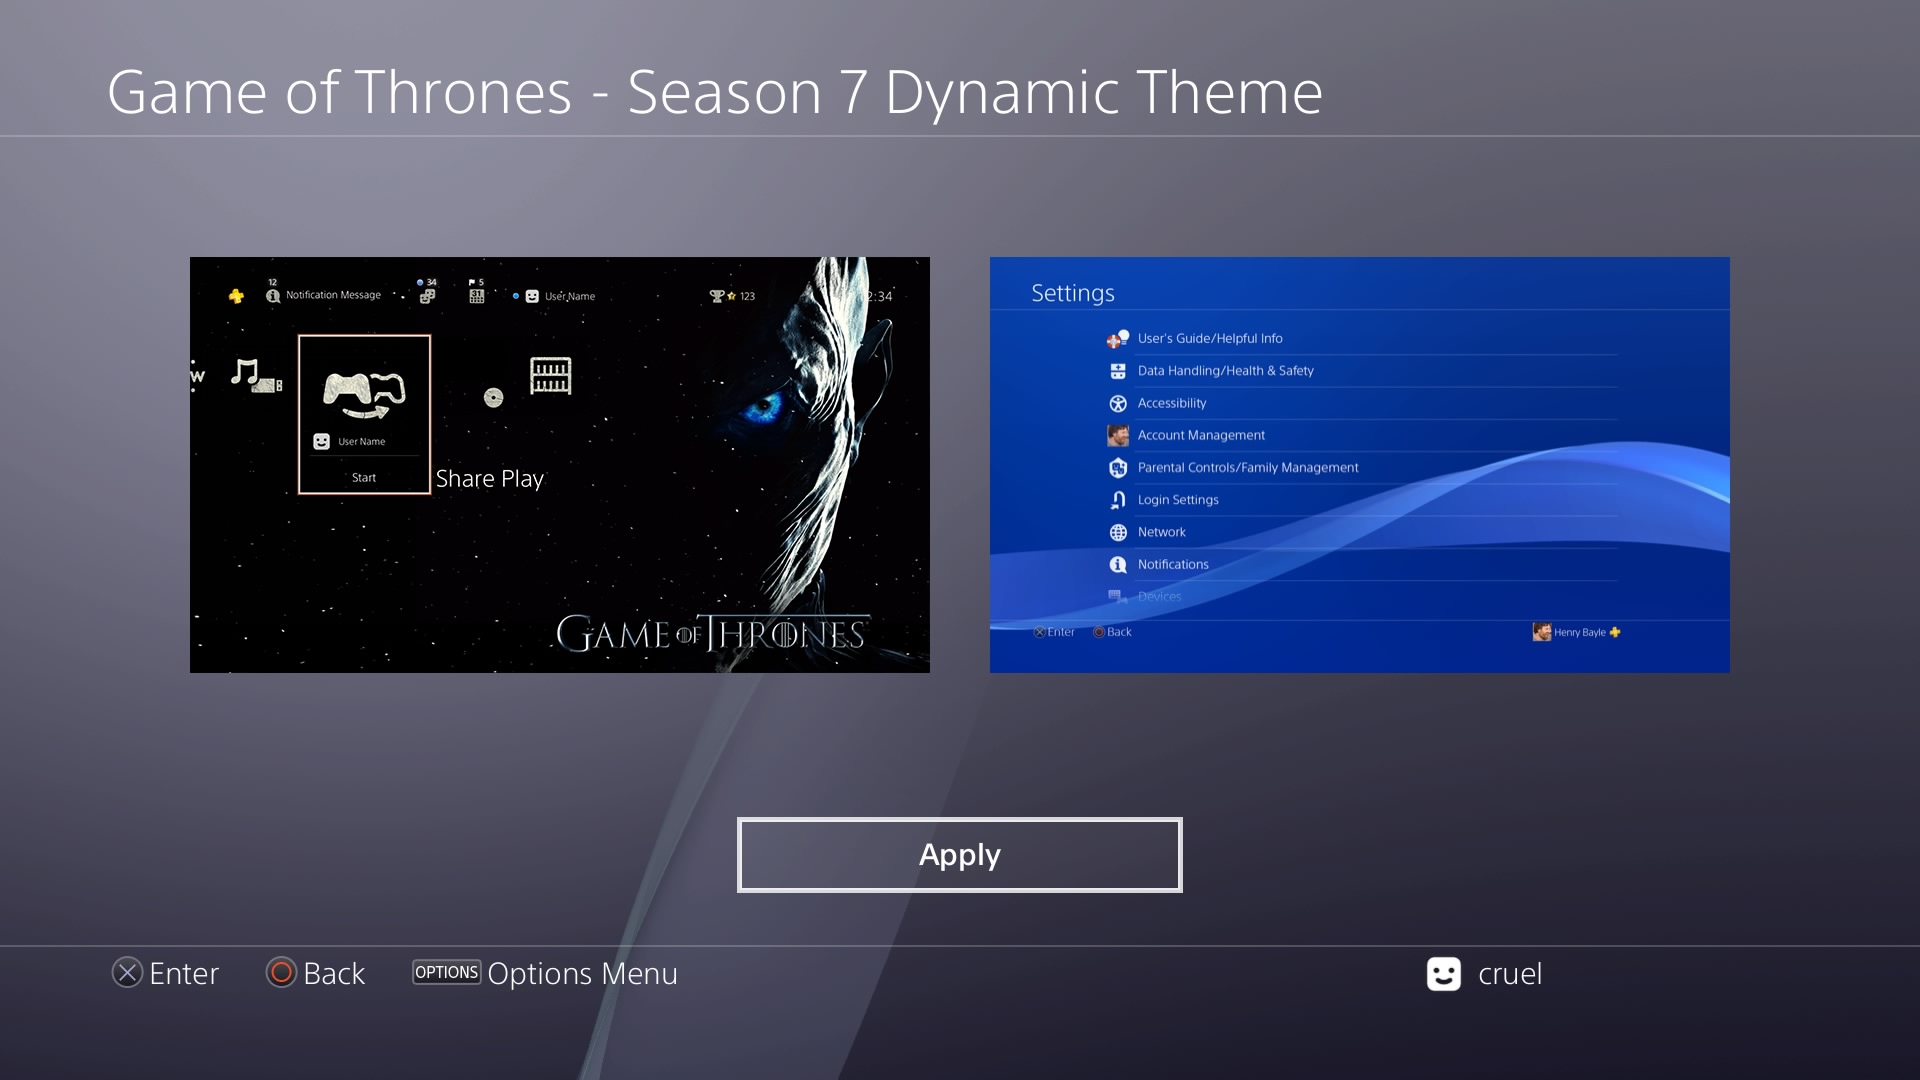 Game of Thrones - Season 7 Dynamic Theme
12
Notification Message
34
5
31
User Name
123
2:34
w
User Name
Start
Share Play
GAME OF THRONES
Settings
User's Guide/Helpful Info
Data Handling/Health & Safety
Accessibility
Account Management
Parental Controls/Family Management
Login Settings
Network
Notifications
Devices
Enter Back
Henry Bayle
Apply
Enter Back OPTIONS Options Menu
cruel